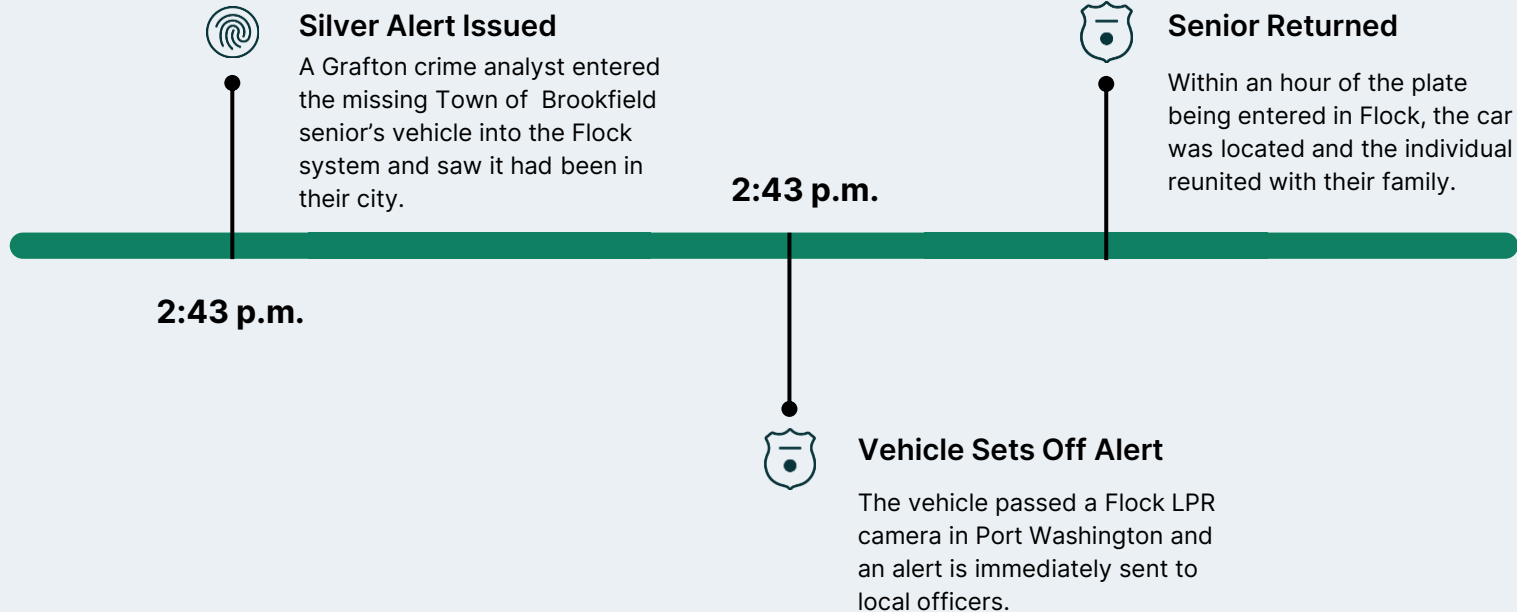 Silver Alert Issued
A Grafton crime analyst entered
the missing Town of Brookfield
senior's vehicle into the Flock
system and saw it had been in
their city.
2:43 p.m.
2:43 p.m.
Vehicle Sets Off Alert
The vehicle passed a Flock LPR
camera in Port Washington and
an alert is immediately sent to
local officers.
Senior Returned
Within an hour of the plate
being entered in Flock, the car
was located and the individual
reunited with their family.